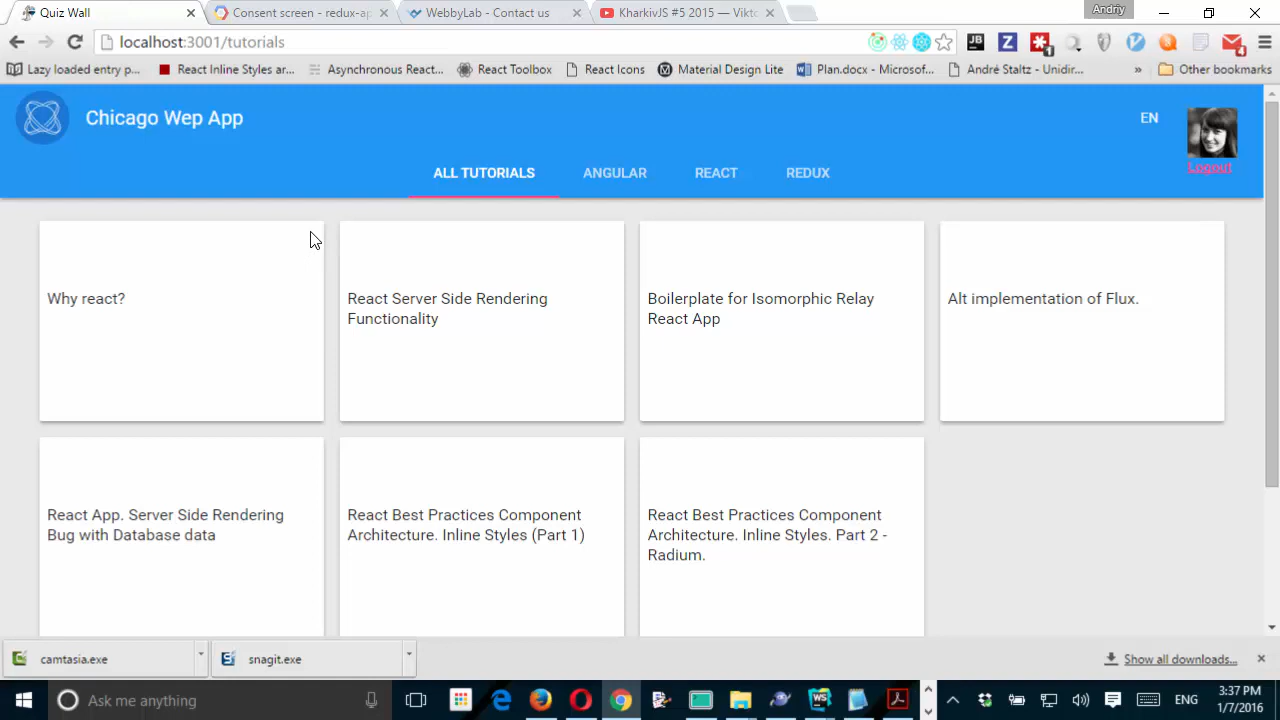 Quiz Wall
Consent screen - redux-ap
WebbyLab - Contact us
KharkivJS #5 2015 — Vikto
Andriy
localhost:3001/tutorials
JB
Z
1
4
Lazy loaded entry p...
React Inline Styles ar...
Asynchronous React...
React Toolbox
React Icons
Material Design Lite
Plan.docx - Microsof...
André Staltz - Unidir...
»
Other bookmarks
Chicago Wep App
EN
Logout
ALL TUTORIALS
ANGULAR
REACT
REDUX
Why react?
React Server Side Rendering
Functionality
Boilerplate for Isomorphic Relay
React App
Alt implementation of Flux.
React App. Server Side Rendering
Bug with Database data
React Best Practices Component
Architecture. Inline Styles (Part 1)
React Best Practices Component
Architecture. Inline Styles. Part 2 -
Radium.
camtasia.exe
snagit.exe
Show all downloads...
Ask me anything
WS
ENG
3:37 PM
1/7/2016